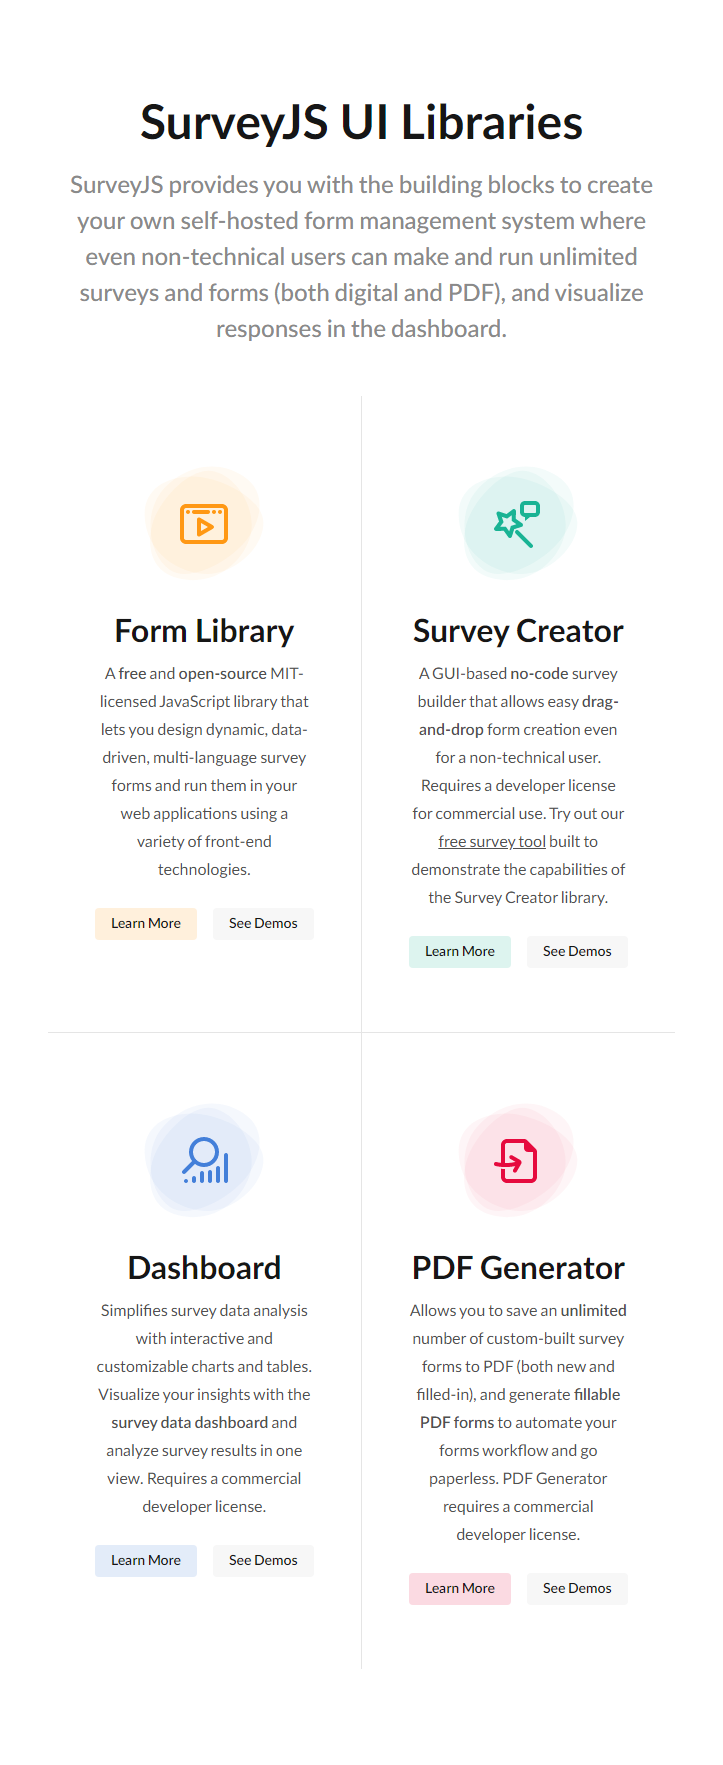 SurveyJS UI Libraries
SurveyJS provides you with the building blocks to create
your own self-hosted form management system where
even non-technical users can make and run unlimited
surveys and forms (both digital and PDF), and visualize
responses in the dashboard.
Form Library
A free and open-source MIT-
licensed JavaScript library that
lets you design dynamic, data-
driven, multi-language survey
forms and run them in your
web applications using a
variety of front-end
technologies.
Learn More
See Demos
Survey Creator
A GUI-based no-code survey
builder that allows easy drag-
and-drop form creation even
for a non-technical user.
Requires a developer license
for commercial use. Try out our
free survey tool built to
demonstrate the capabilities of
the Survey Creator library.
Learn More
See Demos
Dashboard
Simplifies survey data analysis
with interactive and
customizable charts and tables.
Visualize your insights with the
survey data dashboard and
analyze survey results in one
view. Requires a commercial
developer license.
Learn More
See Demos
PDF Generator
Allows you to save an unlimited
number of custom-built survey
forms to PDF (both new and
filled-in), and generate fillable
PDF forms to automate your
forms workflow and go
paperless. PDF Generator
requires a commercial
developer license.
Learn More
See Demos